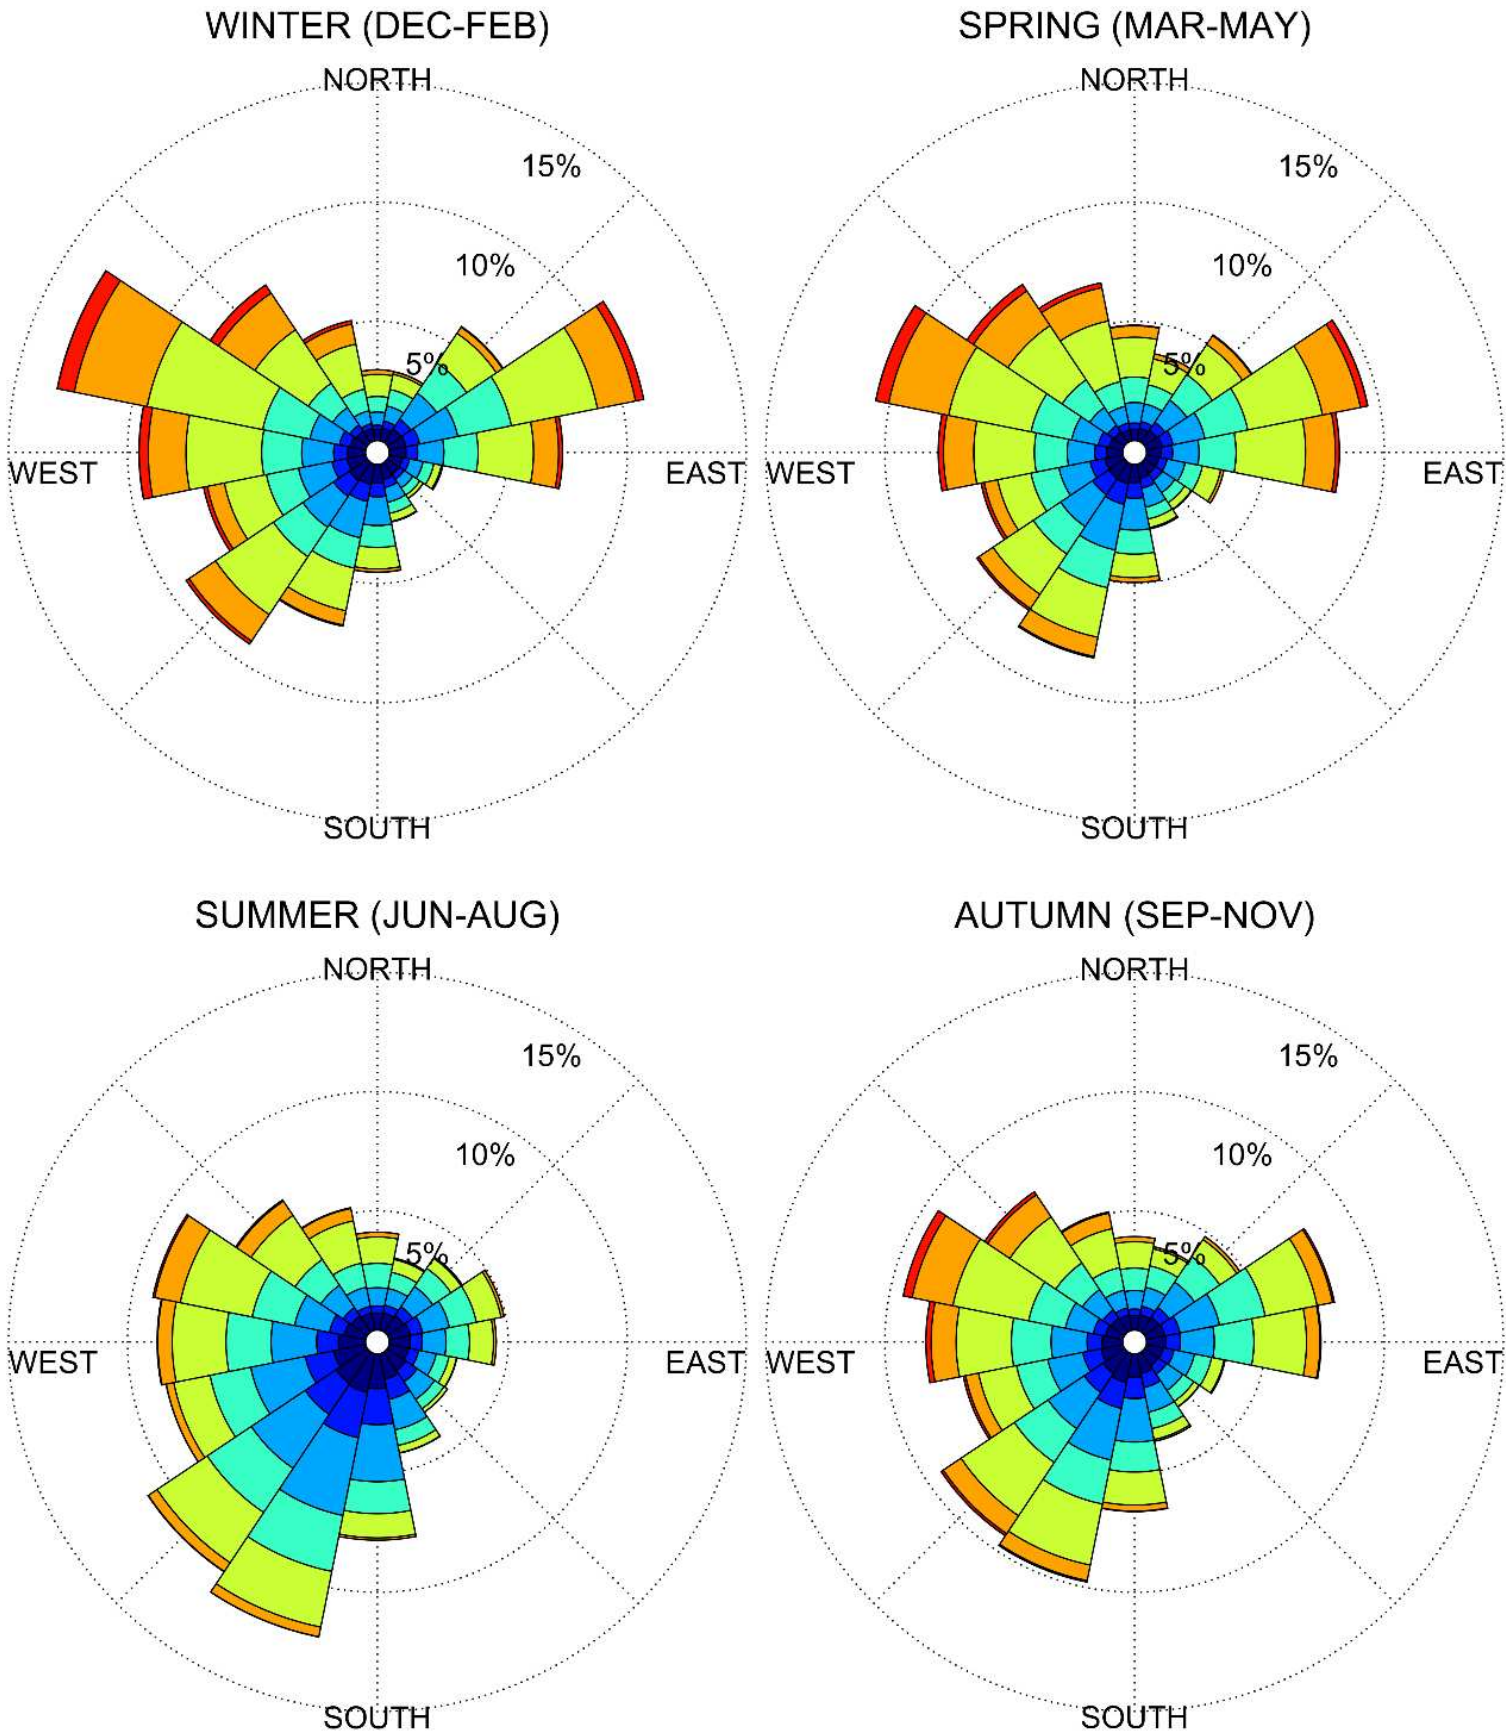 WINTER (DEC-FEB)
NORTH
15%
10%
5%
WEST
EAST
SOUTH
SPRING (MAR-MAY)
NORTH
15%
10%
5%
WEST
EAST
SOUTH
SUMMER (JUN-AUG)
NORTH
15%
10%
5%
WEST
EAST
SOUTH
AUTUMN (SEP-NOV)
NORTH
15%
10%
5%
WEST
EAST
SOUTH